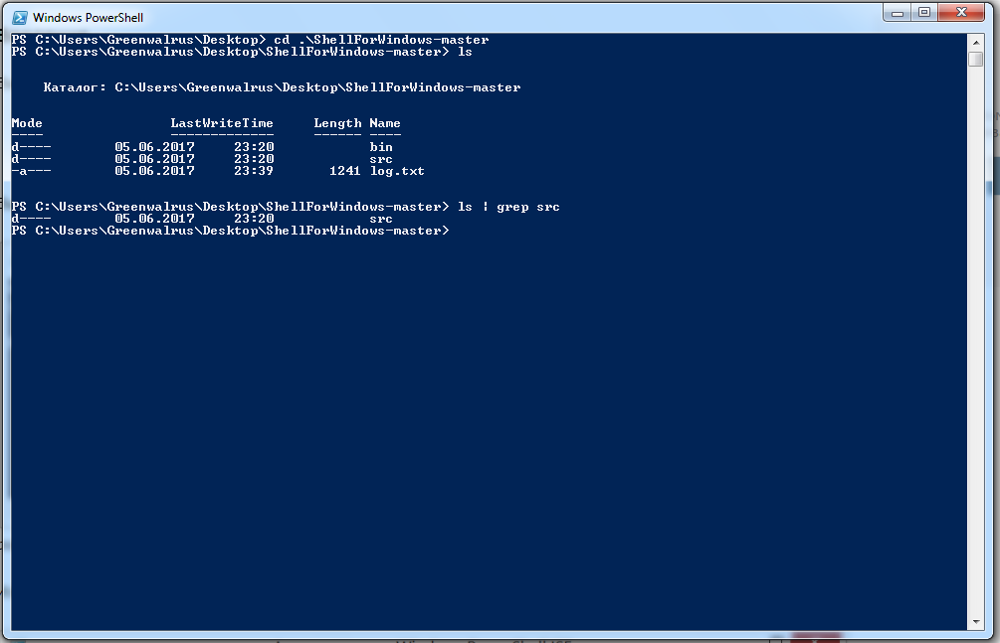 Windows PowerShell
PS C:\Users\Greenwalrus\Desktop> cd .\ShellForWindows-master
PS C:\Users\Greenwalrus\Desktop\ShellForWindows-master> ls
Каталог: C:\Users\Greenwalrus\Desktop\ShellForWindows-master
Mode LastWriteTime Length Name
---- ------------- ------ ----
d---- 05.06.2017 23:20 bin
d---- 05.06.2017 23:20 src
-a--- 05.06.2017 23:39 1241 log.txt
PS C:\Users\Greenwalrus\Desktop\ShellForWindows-master> ls | grep src
d---- 05.06.2017 23:20 src
PS C:\Users\Greenwalrus\Desktop\ShellForWindows-master>